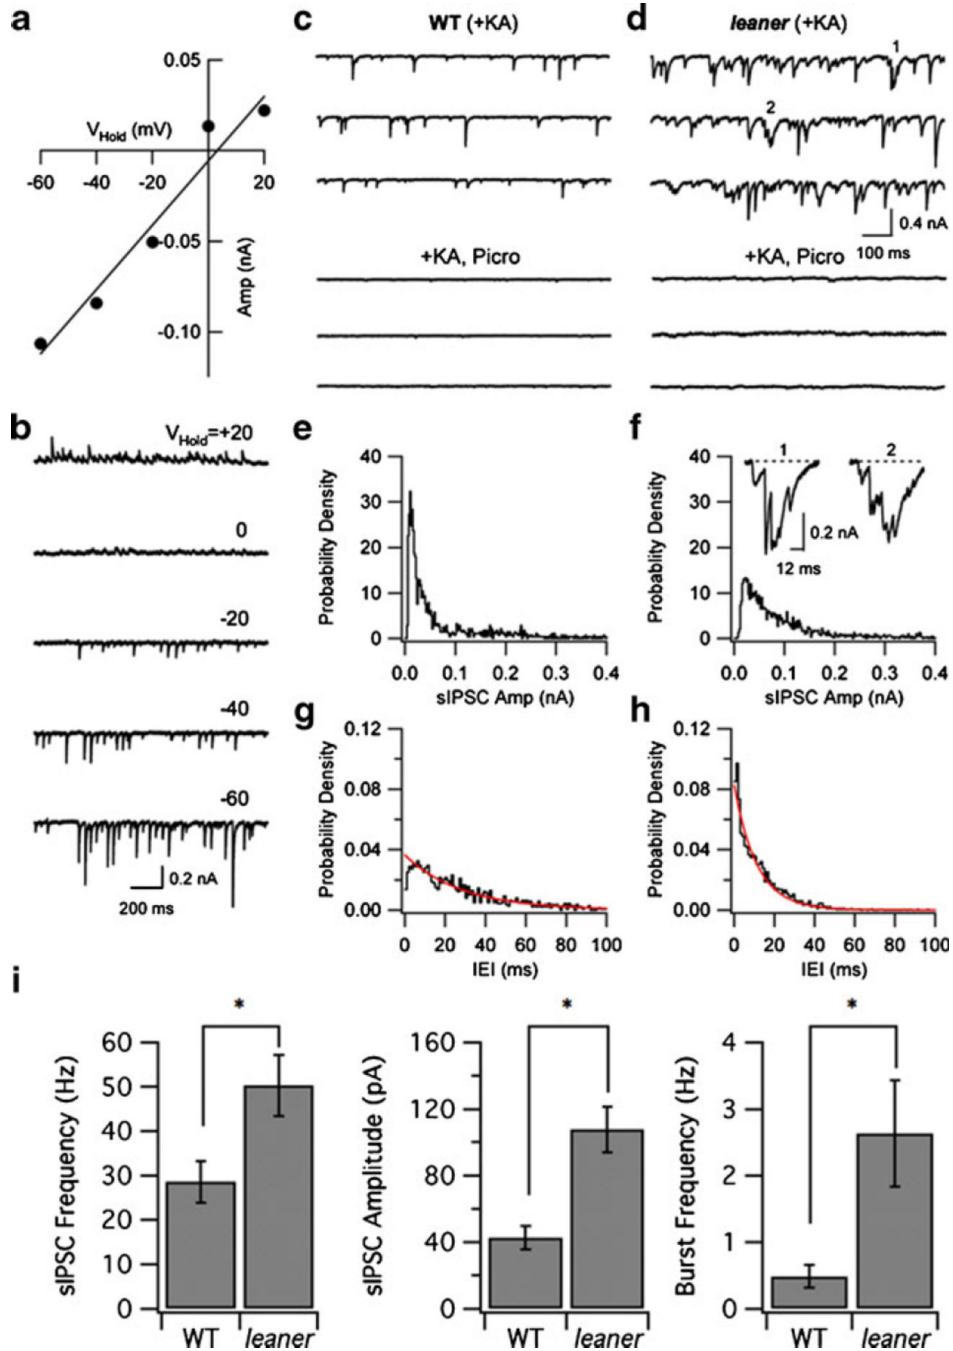 a
0.05
V_Hold (mV)
-60 -40 -20 20
-0.05
-0.10
Amp (nA)
b
V_Hold=+20
0
-20
-40
-60
0.2 nA
200 ms
c
WT (+KA)
+KA, Picro
d
leaner (+KA)
1
2
0.4 nA
100 ms
+KA, Picro
e
Probability Density
40
30
20
10
0
0.0 0.1 0.2 0.3 0.4
sIPSC Amp (nA)
f
Probability Density
40
30
20
10
0
1 2
0.2 nA
12 ms
0.0 0.1 0.2 0.3 0.4
sIPSC Amp (nA)
g
Probability Density
0.12
0.08
0.04
0.00
0 20 40 60 80 100
IEI (ms)
h
Probability Density
0.12
0.08
0.04
0.00
0 20 40 60 80 100
IEI (ms)
i
sIPSC Frequency (Hz)
60
50
40
30
20
10
0
*
WT leaner
sIPSC Amplitude (pA)
160
120
80
40
0
*
WT leaner
Burst Frequency (Hz)
4
3
2
1
0
*
WT leaner